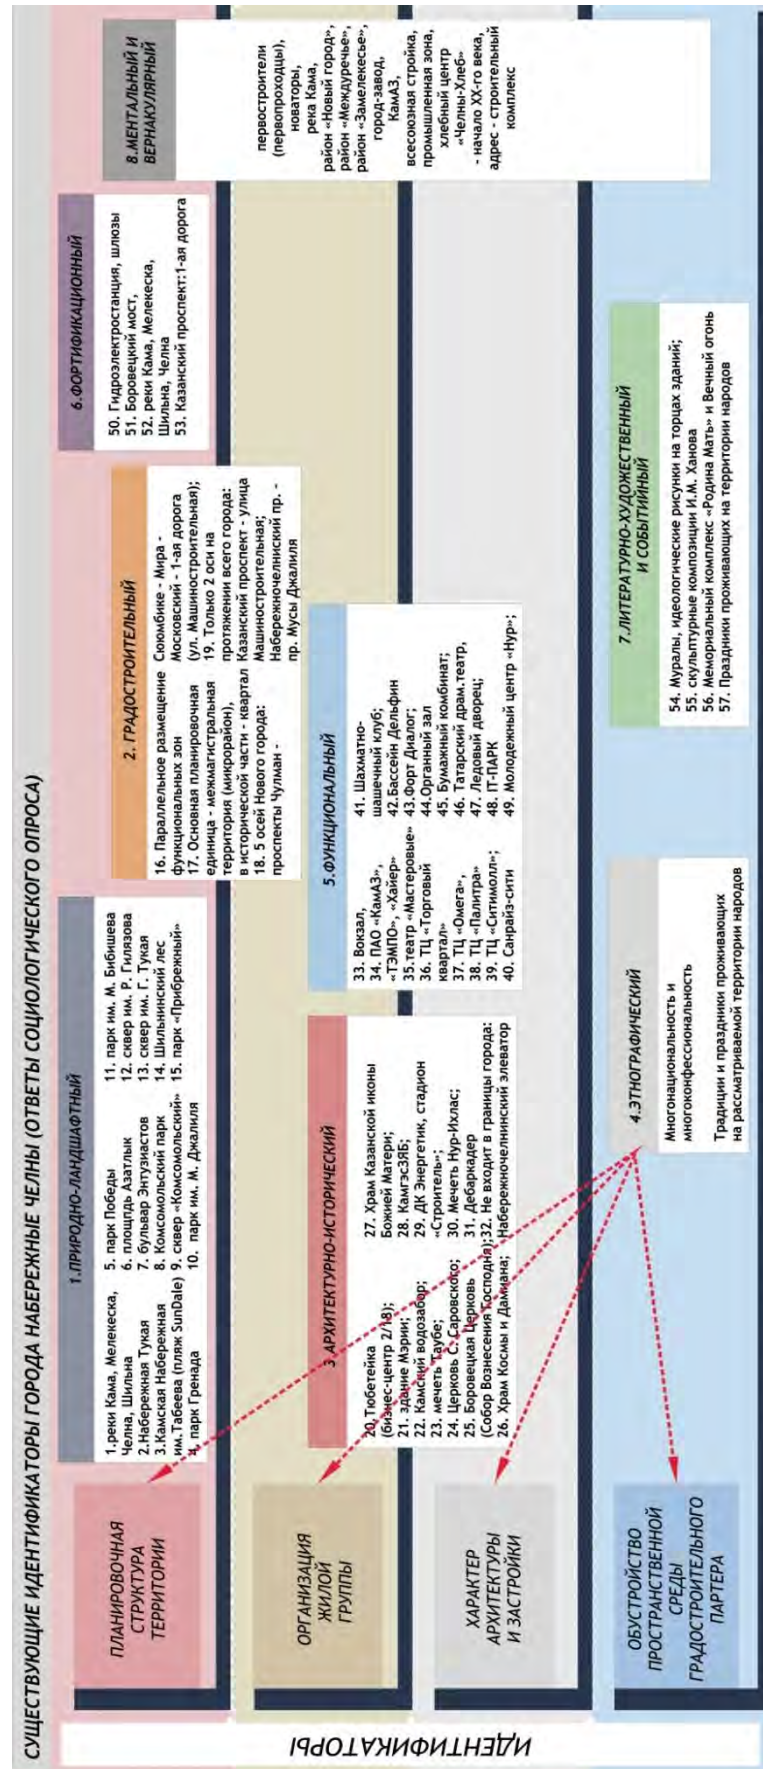 СУЩЕСТВУЮЩИЕ ИДЕНТИФИКАТОРЫ ГОРОДА НАБЕРЕЖНЫЕ ЧЕЛНЫ (ОТВЕТЫ СОЦИОЛОГИЧЕСКОГО ОПРОСА)
ИДЕНТИФИКАТОРЫ
ПЛАНИРОВОЧНАЯ
СТРУКТУРА
ТЕРРИТОРИИ
ОРГАНИЗАЦИЯ
ЖИЛОЙ
ГРУППЫ
ХАРАКТЕР
АРХИТЕКТУРЫ
И ЗАСТРОЙКИ
ОБУСТРОЙСТВО
ПРОСТРАНСТВЕННОЙ
СРЕДЫ
ГРАДОСТРОИТЕЛЬНОГО
ПАРТЕРА
1.ПРИРОДНО-ЛАНДШАФТНЫЙ
1.реки Кама, Мелекеска,
Челна, Шильна
2.Набережная Тукая
3.Камская Набережная
им.Табеева (пляж SunDale)
4. парк Гренада
5. парк Победы
6. площпдь Азатлык
7. бульвар Энтузиастов
8. Комсомольский парк
9. сквер «Комсомольский»
10. парк им. М. Джалиля
11. парк им. М. Бибишева
12. сквер им. Р. Гилязова
13. сквер им. Г. Тукая
14. Шильнинский лес
15. парк «Прибрежный»
2. ГРАДОСТРОИТЕЛЬНЫЙ
16. Параллельное размещение
функциональных зон
17. Основная планировочная
единица - межмагистральная
территория (микрорайон),
в исторической части - квартал
18. 5 осей Нового города:
проспекты Чулман -
Сююмбике - Мира -
Московский - 1-ая дорога
(ул. Машиностроительная);
19. Только 2 оси на
протяжении всего города:
Казанский проспект - улица
Машиностроительная;
Набережночелниский пр. -
пр. Мусы Джалиля
3 АРХИТЕКТУРНО-ИСТОРИЧЕСКИЙ
20.Тюбетейка
(бизнес-центр 2/18);
21. здание Мэрии;
22. Камский водозабор;
23. мечеть Таубе;
24. Церковь С. Саровского;
25. Боровецкая Церковь
(Собор Вознесения Господня);
26. Храм Космы и Дамиана;
27. Храм Казанской иконы
Божией Матери;
28. КамгэсЗЯБ;
29. ДК Энергетик, стадион
«Строитель»;
30. Мечеть Нур-Ихлас;
31. Дебаркадер
32. Не входит в границы города:
Набережночелнинский элеватор
5.ФУНКЦИОНАЛЬНЫЙ
33. Вокзал,
34. ПАО «КамАЗ»,
«ТЭМПО», «Хайер»
35.театр «Мастеровые»
36. ТЦ «Торговый
квартал»
37. ТЦ «Омега»,
38. ТЦ «Палитра»
39. ТЦ «Ситимолл»;
40. Санрайз-сити
41. Шахматно-
шашечный клуб;
42.Бассейн Дельфин
43.Форт Диалог;
44.Органный зал
45. Бумажный комбинат;
46. Татарский драм.театр,
47. Ледовый дворец;
48. IT-ПАРК
49. Молодежный центр «Нур»;
4.ЭТНОГРАФИЧЕСКИЙ
Многонациональность и
многоконфессиональность
Традиции и праздники проживающих
на рассматриваемой территории народов
6.ФОРТИФИКАЦИОННЫЙ
50. Гидроэлектростанция, шлюзы
51. Боровецкий мост,
52. реки Кама, Мелекеска,
Шильна, Челна
53. Казанский проспект:1-ая дорога
7.ЛИТЕРАТУРНО-ХУДОЖЕСТВЕННЫЙ
И СОБЫТИЙНЫЙ
54. Муралы, идеологические рисунки на торцах зданий;
55. скульптурные композиции И.М. Ханова
56. Мемориальный комплекс «Родина Мать» и Вечный огонь
57. Праздники проживающих на территории народов
8.МЕНТАЛЬНЫЙ И
ВЕРНАКУЛЯРНЫЙ
первостроители
(первопроходцы),
новаторы,
река Кама,
район «Новый город»,
район «Междуречье»,
район «Замелекесье»,
город-завод,
КамАЗ,
всесоюзная стройка,
промышленная зона,
хлебный центр
«Челны-Хлеб»
- начало XX-го века,
адрес - строительный
комплекс